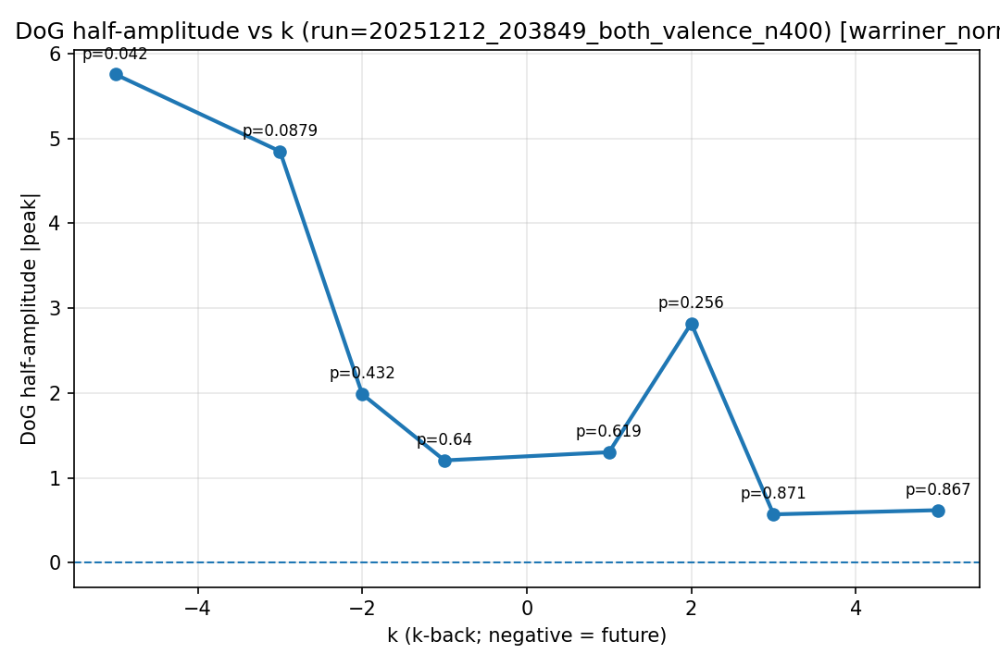 DoG half-amplitude vs k (run=20251212_203849_both_valence_n400) [warriner_nor
p=0.042
p=0.0879
p=0.432
p=0.64
p=0.619
p=0.256
p=0.871
p=0.867
6
5
4
3
2
1
0
DoG half-amplitude |peak|
−4
−2
0
2
4
k (k-back; negative = future)